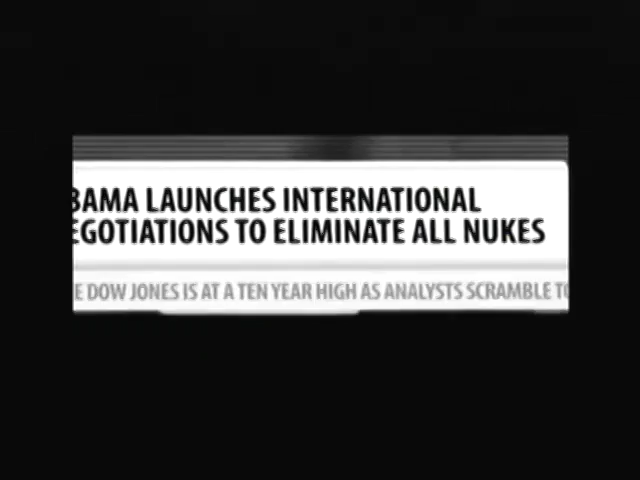 BAMA LAUNCHES INTERNATIONAL
EGOTIATIONS TO ELIMINATE ALL NUKES
E DOW JONES IS AT A TEN YEAR HIGH AS ANALYSTS SCRAMBLE TO